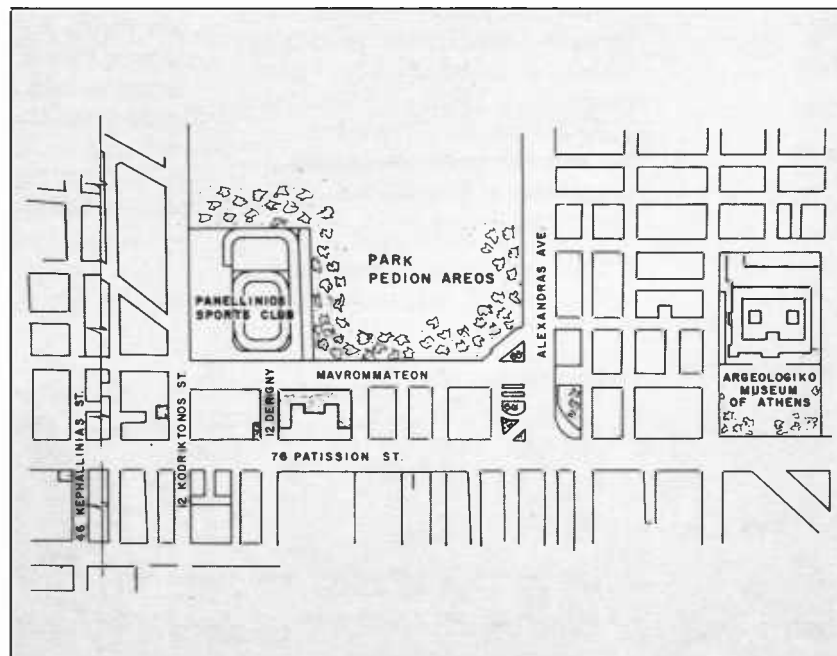 PARK
PEDION AREOS
PANELLINIOS
SPORTS CLUB
ALEXANDRAS AVE.
MAVROMMATEON
ARGEOLOGIKO
MUSEUM
OF ATHENS
46 KEPHALLINIAS ST.
12 KODRIKTONOS ST.
12 DERIGNY
76 PATISSION ST.